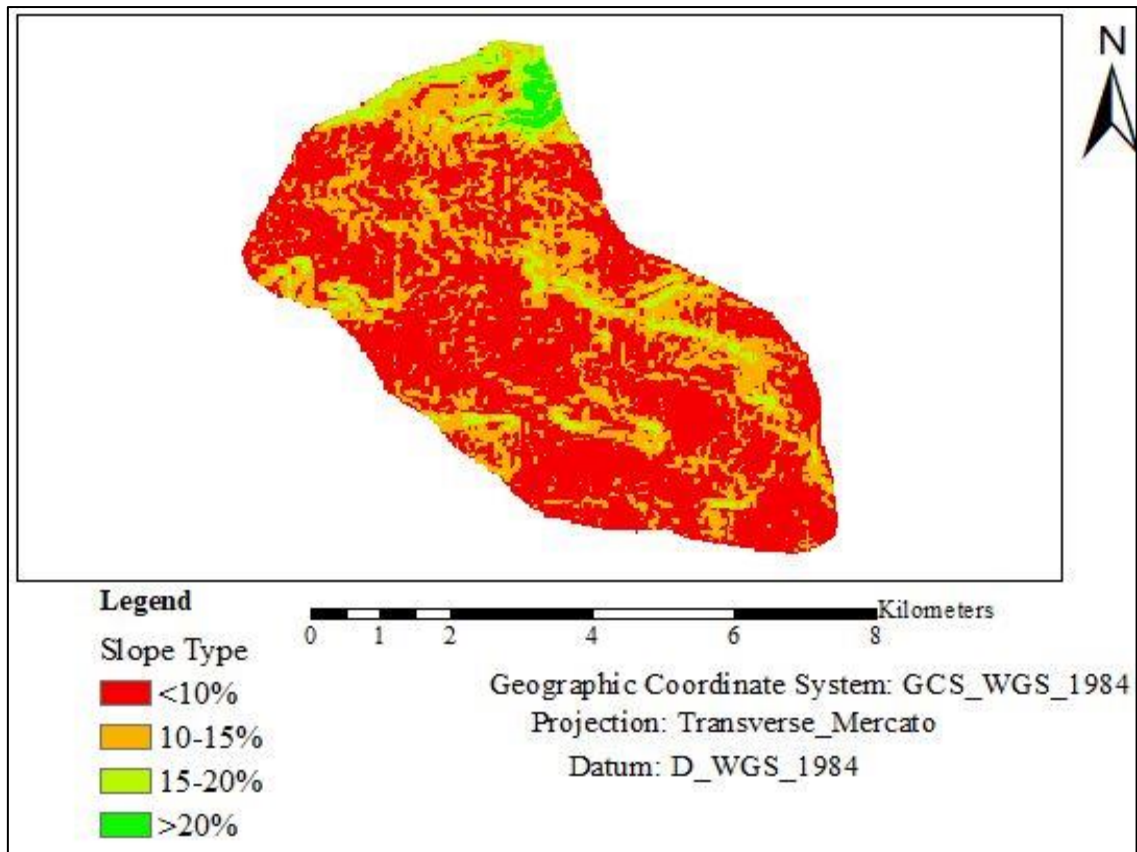 N
Legend
Slope Type
<10%
10-15%
15-20%
>20%
Kilometers
0 1 2 4 6 8
Geographic Coordinate System: GCS_WGS_1984
Projection: Transverse_Mercato
Datum: D_WGS_1984